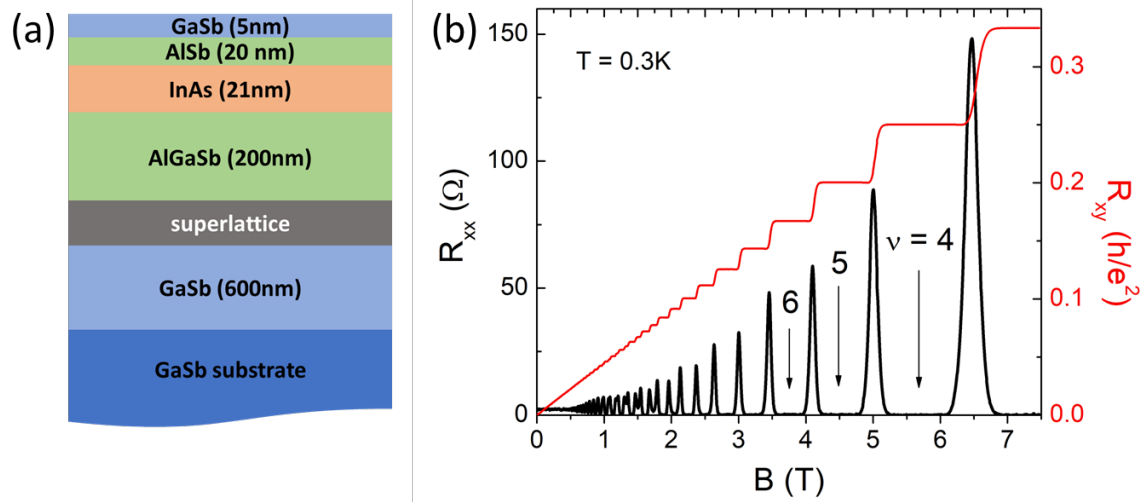 (a)
GaSb (5nm)
AlSb (20 nm)
InAs (21nm)
AlGaSb (200nm)
superlattice
GaSb (600nm)
GaSb substrate
(b)
T = 0.3K
150
100
50
0
R_xx (Ω)
0.3
0.2
0.1
0.0
R_xy (h/e²)
6
5
ν = 4
0 1 2 3 4 5 6 7
B (T)